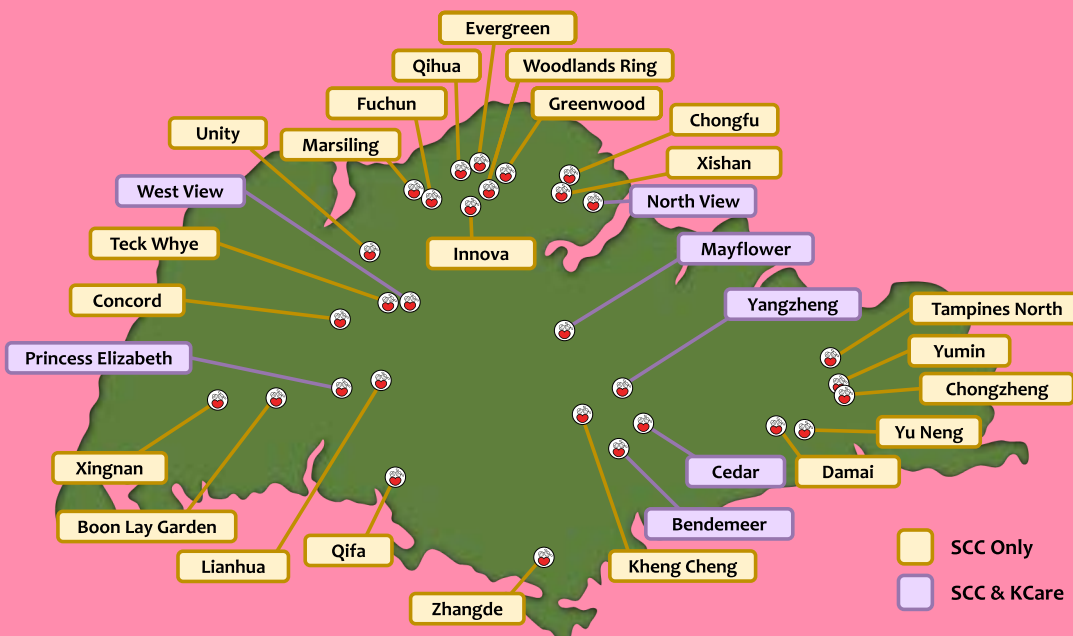 Evergreen
Qihua
Woodlands Ring
Fuchun
Greenwood
Chongfu
Unity
Marsiling
Xishan
West View
North View
Teck Whye
Innova
Mayflower
Concord
Yangzheng
Tampines North
Princess Elizabeth
Yumin
Chongzheng
Yu Neng
Xingnan
Cedar
Damai
Boon Lay Garden
Bendemeer
Qifa
SCC Only
Lianhua
Kheng Cheng
SCC & KCare
Zhangde